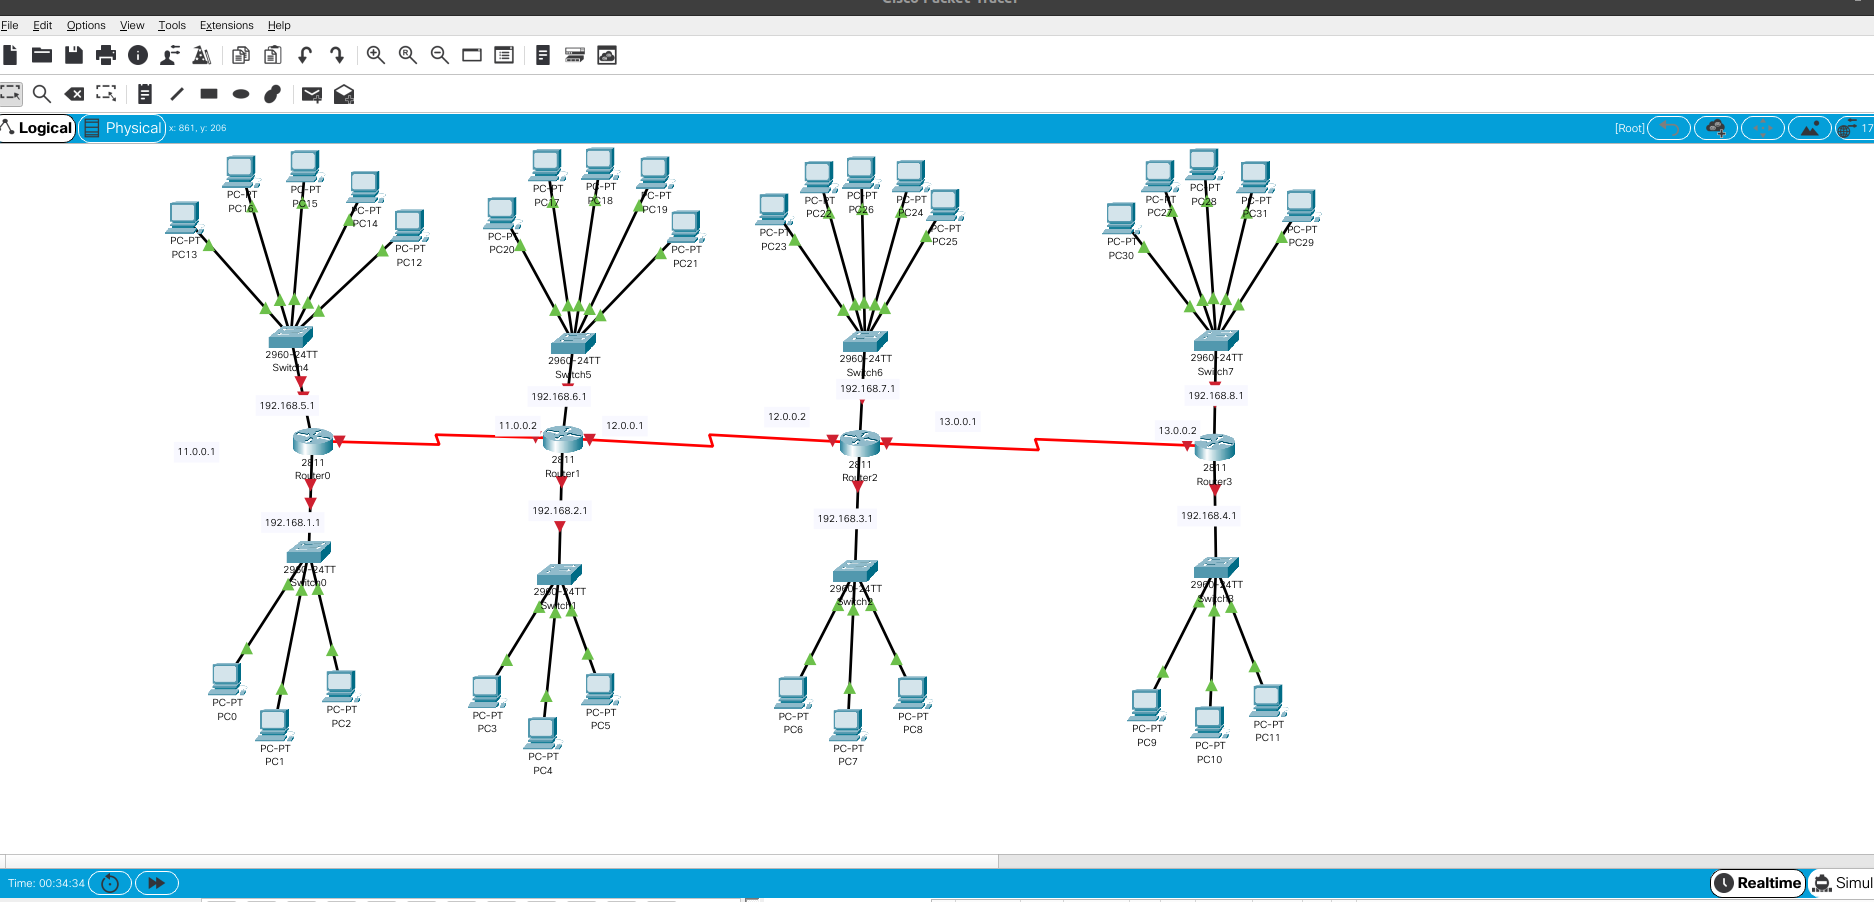 Cisco Packet Tracer
File Edit Options View Tools Extensions Help
Logical Physical x: 861, y: 206 [Root] 17
PC-PT
PC16
PC-PT
PC15
PC-PT
PC14
PC-PT
PC13
PC-PT
PC12
PC-PT
PC17
PC-PT
PC18
PC-PT
PC19
PC-PT
PC20
PC-PT
PC21
PC-PT
PC22
PC-PT
PC26
PC-PT
PC24
PC-PT
PC23
PC-PT
PC25
PC-PT
PC27
PC-PT
PC28
PC-PT
PC31
PC-PT
PC30
PC-PT
PC29
2960-24TT
Switch4
2960-24TT
Switch5
2960-24TT
Switch6
2960-24TT
Switch7
192.168.5.1
192.168.6.1
192.168.7.1
192.168.8.1
11.0.0.1
11.0.0.2
12.0.0.1
12.0.0.2
13.0.0.1
13.0.0.2
2811
Router0
2811
Router1
2811
Router2
2811
Router3
192.168.1.1
192.168.2.1
192.168.3.1
192.168.4.1
2960-24TT
Switch0
2960-24TT
Switch1
2960-24TT
Switch2
2960-24TT
Switch3
PC-PT
PC0
PC-PT
PC1
PC-PT
PC2
PC-PT
PC3
PC-PT
PC4
PC-PT
PC5
PC-PT
PC6
PC-PT
PC7
PC-PT
PC8
PC-PT
PC9
PC-PT
PC10
PC-PT
PC11
Time: 00:34:34 Realtime Simul